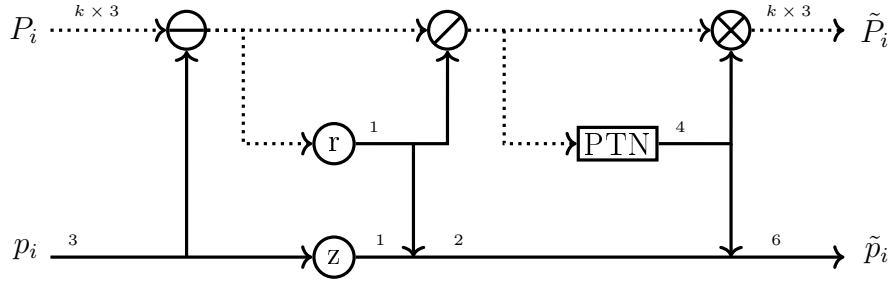 P_i k × 3 k × 3 P̃_i
r 1 PTN 4
p_i 3 z 1 2 6 p̃_i